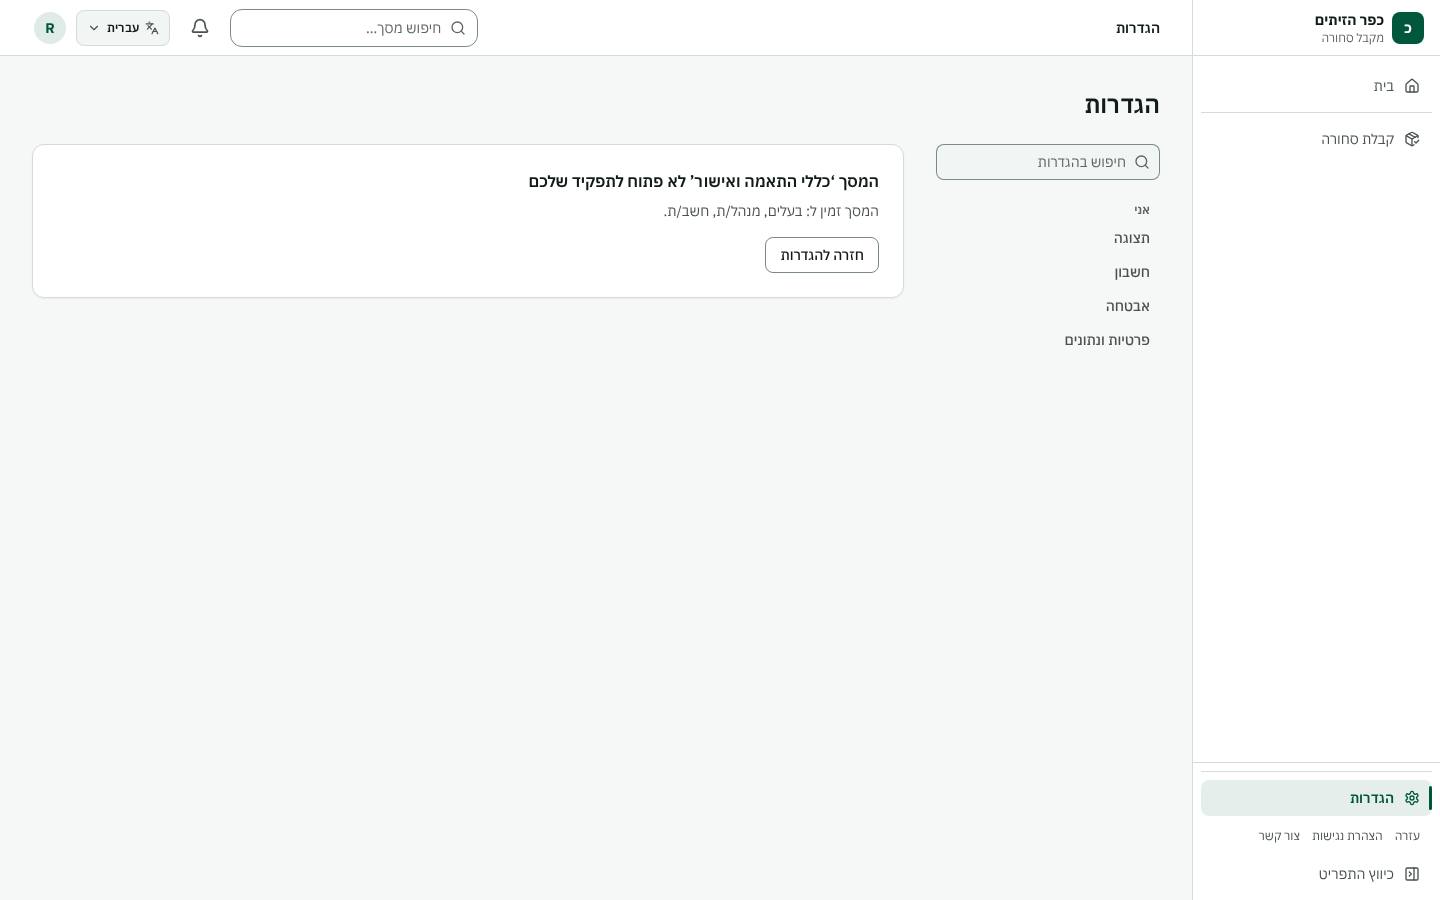 כ
כפר הזיתים
מקבל סחורה
בית
קבלת סחורה
הגדרות
עזרה הצהרת נגישות צור קשר
כיווץ התפריט
הגדרות
חיפוש מסך...
עברית
R
הגדרות
חיפוש בהגדרות
אני
תצוגה
חשבון
אבטחה
פרטיות ונתונים
המסך ‘כללי התאמה ואישור’ לא פתוח לתפקיד שלכם
המסך זמין ל: בעלים, מנהל/ת, חשב/ת.
חזרה להגדרות